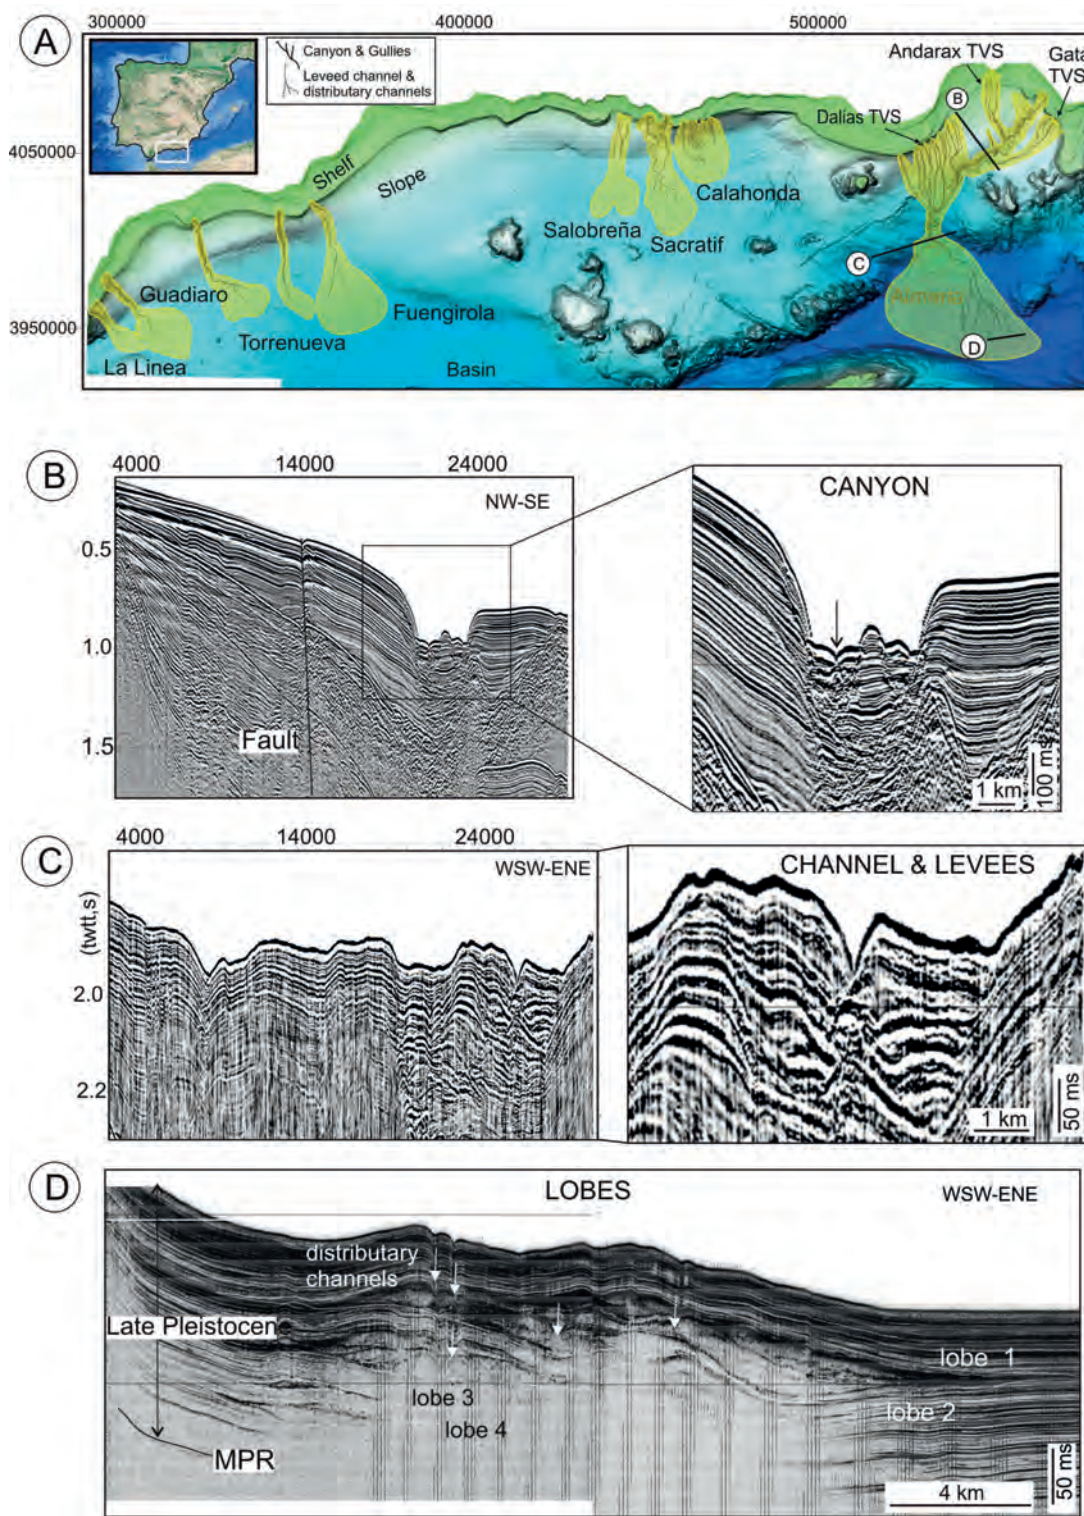 300000
400000
500000
A
Canyon & Gullies
Leveed channel &
distributary channels
Andarax TVS
Gata
TVS
B
Dalias TVS
4050000
Shelf
Slope
Calahonda
Salobreña
Sacratif
C
Guadiaro
Almeria
Fuengirola
3950000
Torrenueva
D
La Linea
Basin
B
4000
14000
24000
NW-SE
CANYON
0.5
1.0
1.5
Fault
1 km
100 ms
C
4000
14000
24000
WSW-ENE
CHANNEL & LEVEES
(twtt,s)
2.0
2.2
1 km
50 ms
D
LOBES
WSW-ENE
distributary
channels
Late Pleistocene
lobe 1
lobe 3
lobe 2
lobe 4
MPR
4 km
50 ms